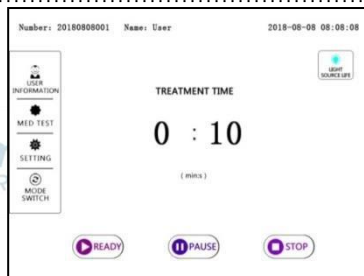 Number: 20180808001 Name: User 2018-08-08 08:08:08
LIGHT
SOURCE LIFE
USER
INFORMATION
TREATMENT TIME
MED TEST
0 : 10
SETTING
(mins)
MODE
SWITCH
READY PAUSE STOP